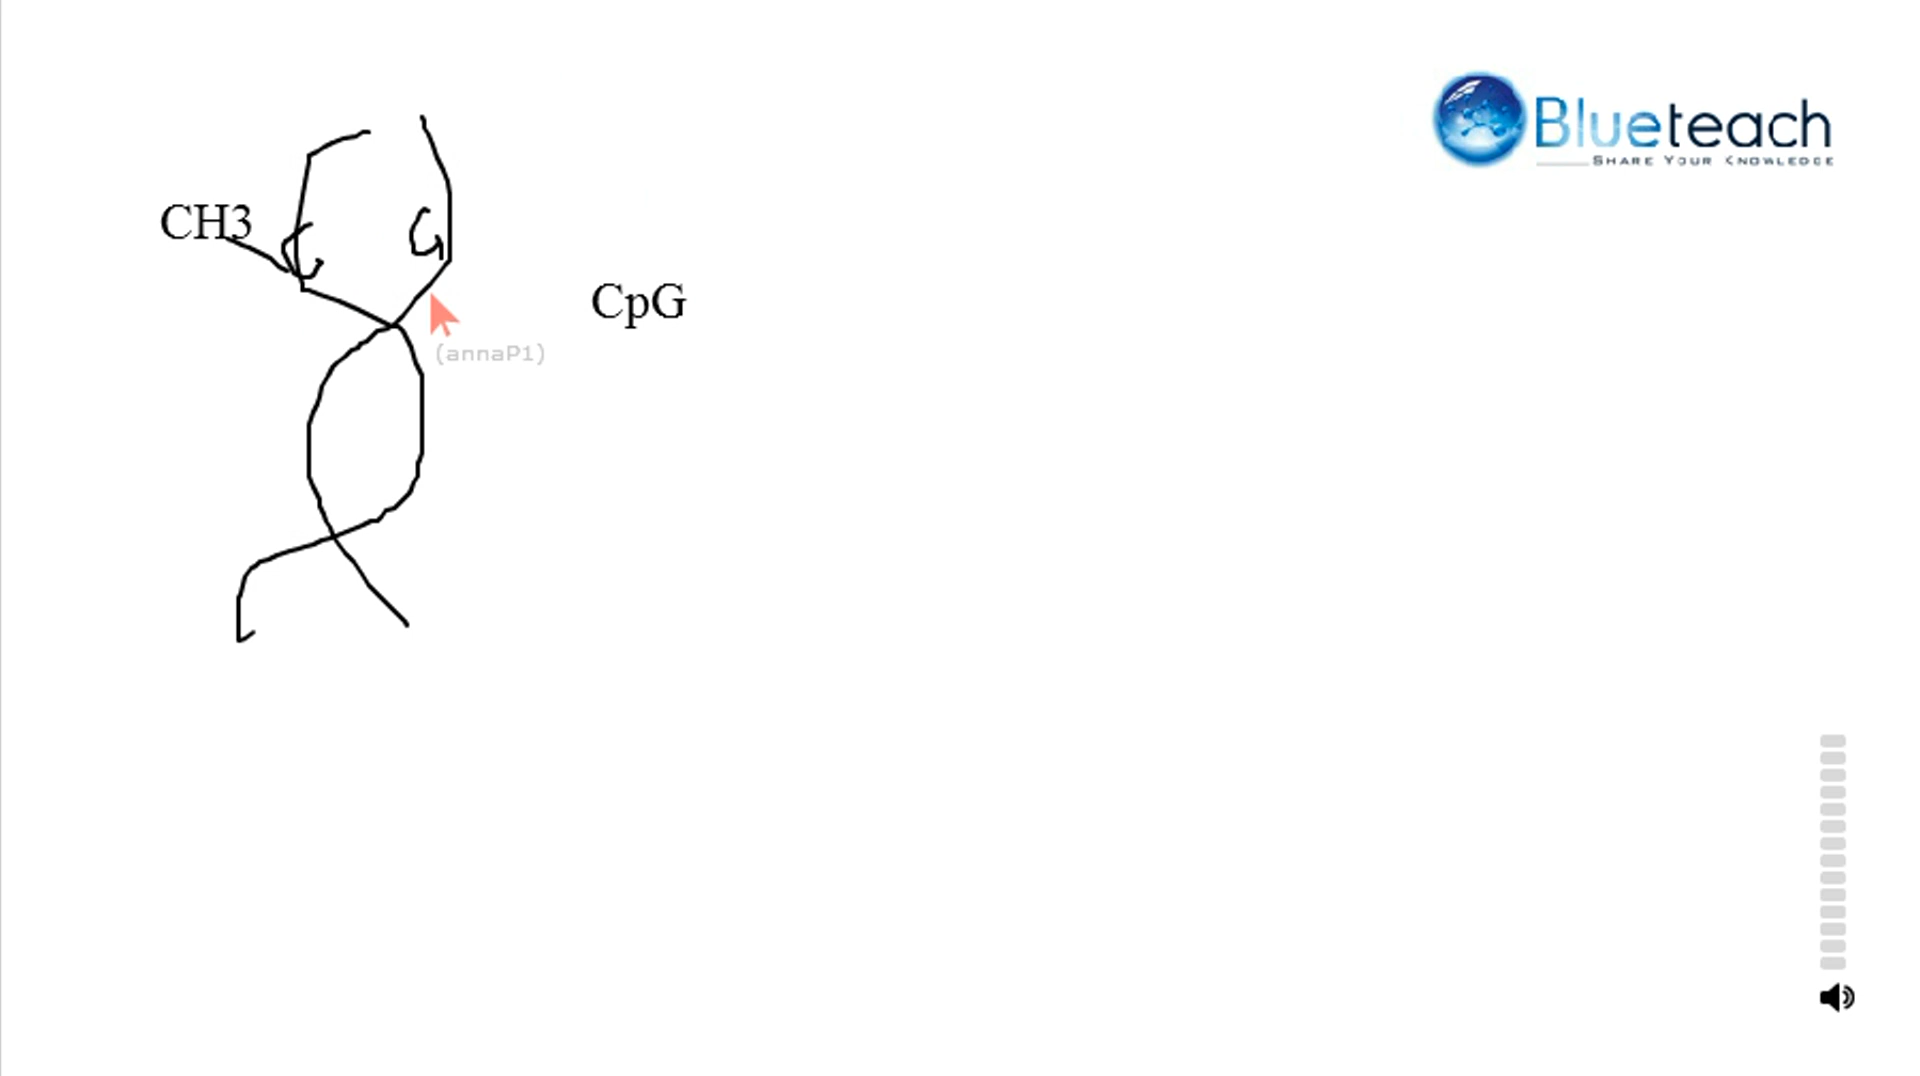 Blueteach
SHARE YOUR KNOWLEDGE
CH3
C
G
CpG
(annaP1)